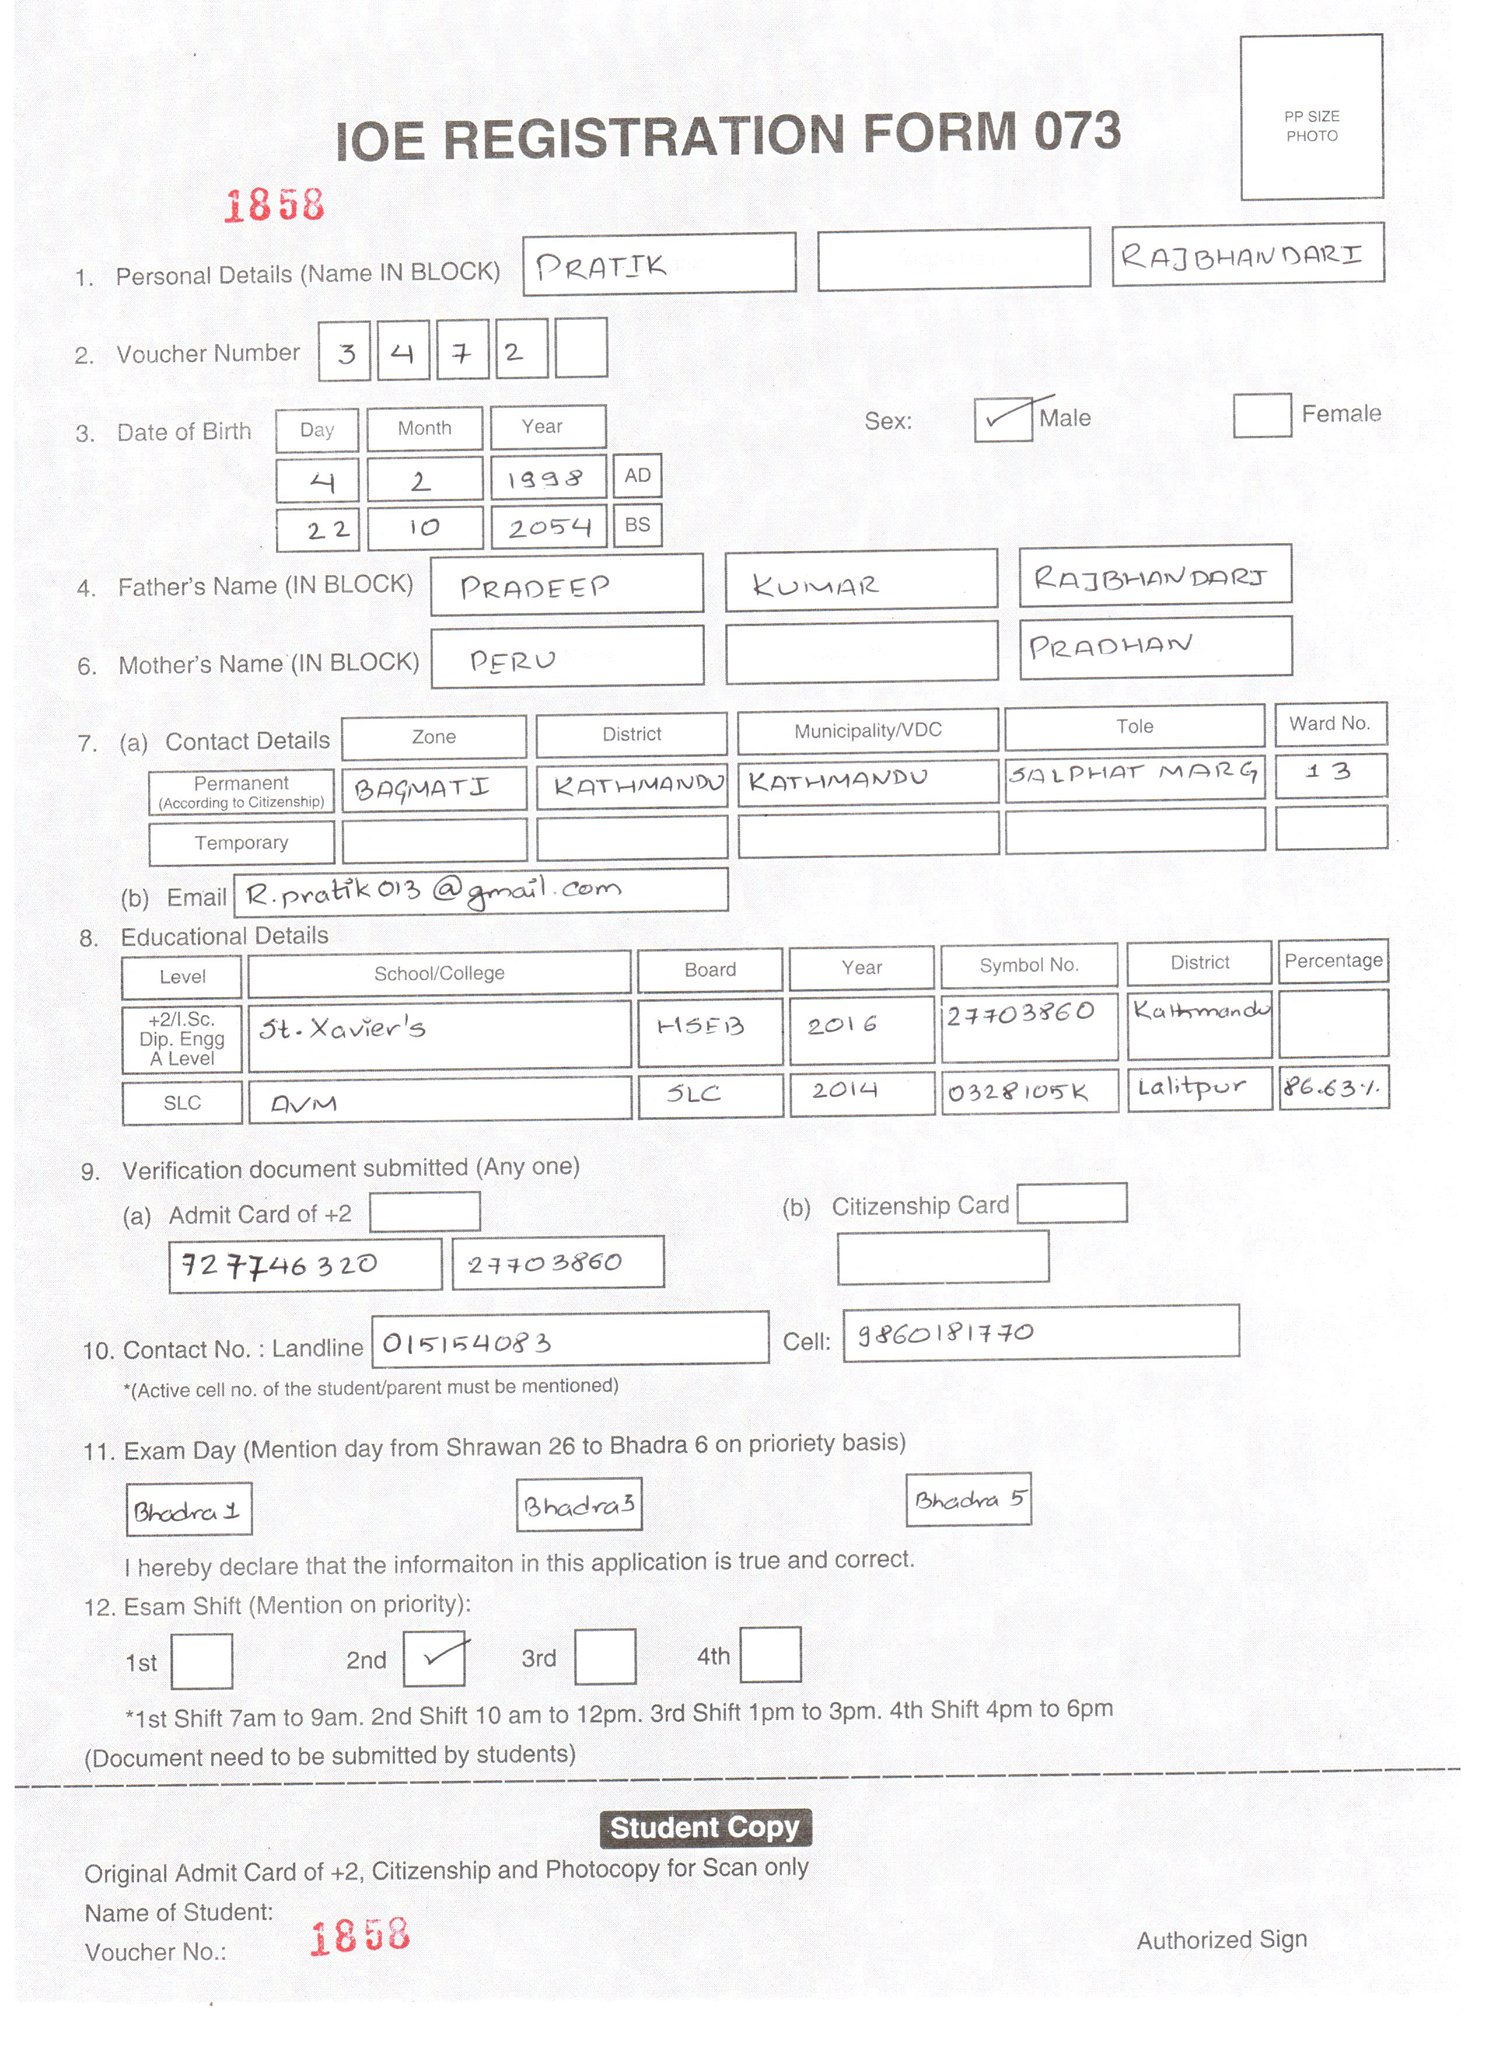 PP SIZE
PHOTO
IOE REGISTRATION FORM 073
1858
1. Personal Details (Name IN BLOCK) PRATIK RAJBHANDARI
2. Voucher Number 3 4 7 2
3. Date of Birth Day Month Year Sex: Male Female
4 2 1998 AD
22 10 2054 BS
4. Father's Name (IN BLOCK) PRADEEP KUMAR RAJBHANDARI
6. Mother's Name (IN BLOCK) PERU PRADHAN
7. (a) Contact Details Zone District Municipality/VDC Tole Ward No.
Permanent
(According to Citizenship) BAGMATI KATHMANDU KATHMANDU SALPHAT MARG 13
Temporary
(b) Email R.pratik013@gmail.com
8. Educational Details
Level School/College Board Year Symbol No. District Percentage
+2/I.Sc.
Dip. Engg
A Level St. Xavier's HSEB 2016 27703860 Kathmandu
SLC AVM SLC 2014 0328105K Lalitpur 86.63%
9. Verification document submitted (Any one)
(a) Admit Card of +2 (b) Citizenship Card
727746320 27703860
10. Contact No. : Landline 015154083 Cell: 9860181770
*(Active cell no. of the student/parent must be mentioned)
11. Exam Day (Mention day from Shrawan 26 to Bhadra 6 on prioriety basis)
Bhadra 1 Bhadra 3 Bhadra 5
I hereby declare that the informaiton in this application is true and correct.
12. Esam Shift (Mention on priority):
1st 2nd 3rd 4th
*1st Shift 7am to 9am. 2nd Shift 10 am to 12pm. 3rd Shift 1pm to 3pm. 4th Shift 4pm to 6pm
(Document need to be submitted by students)
Student Copy
Original Admit Card of +2, Citizenship and Photocopy for Scan only
Name of Student:
Voucher No.: 1858
Authorized Sign